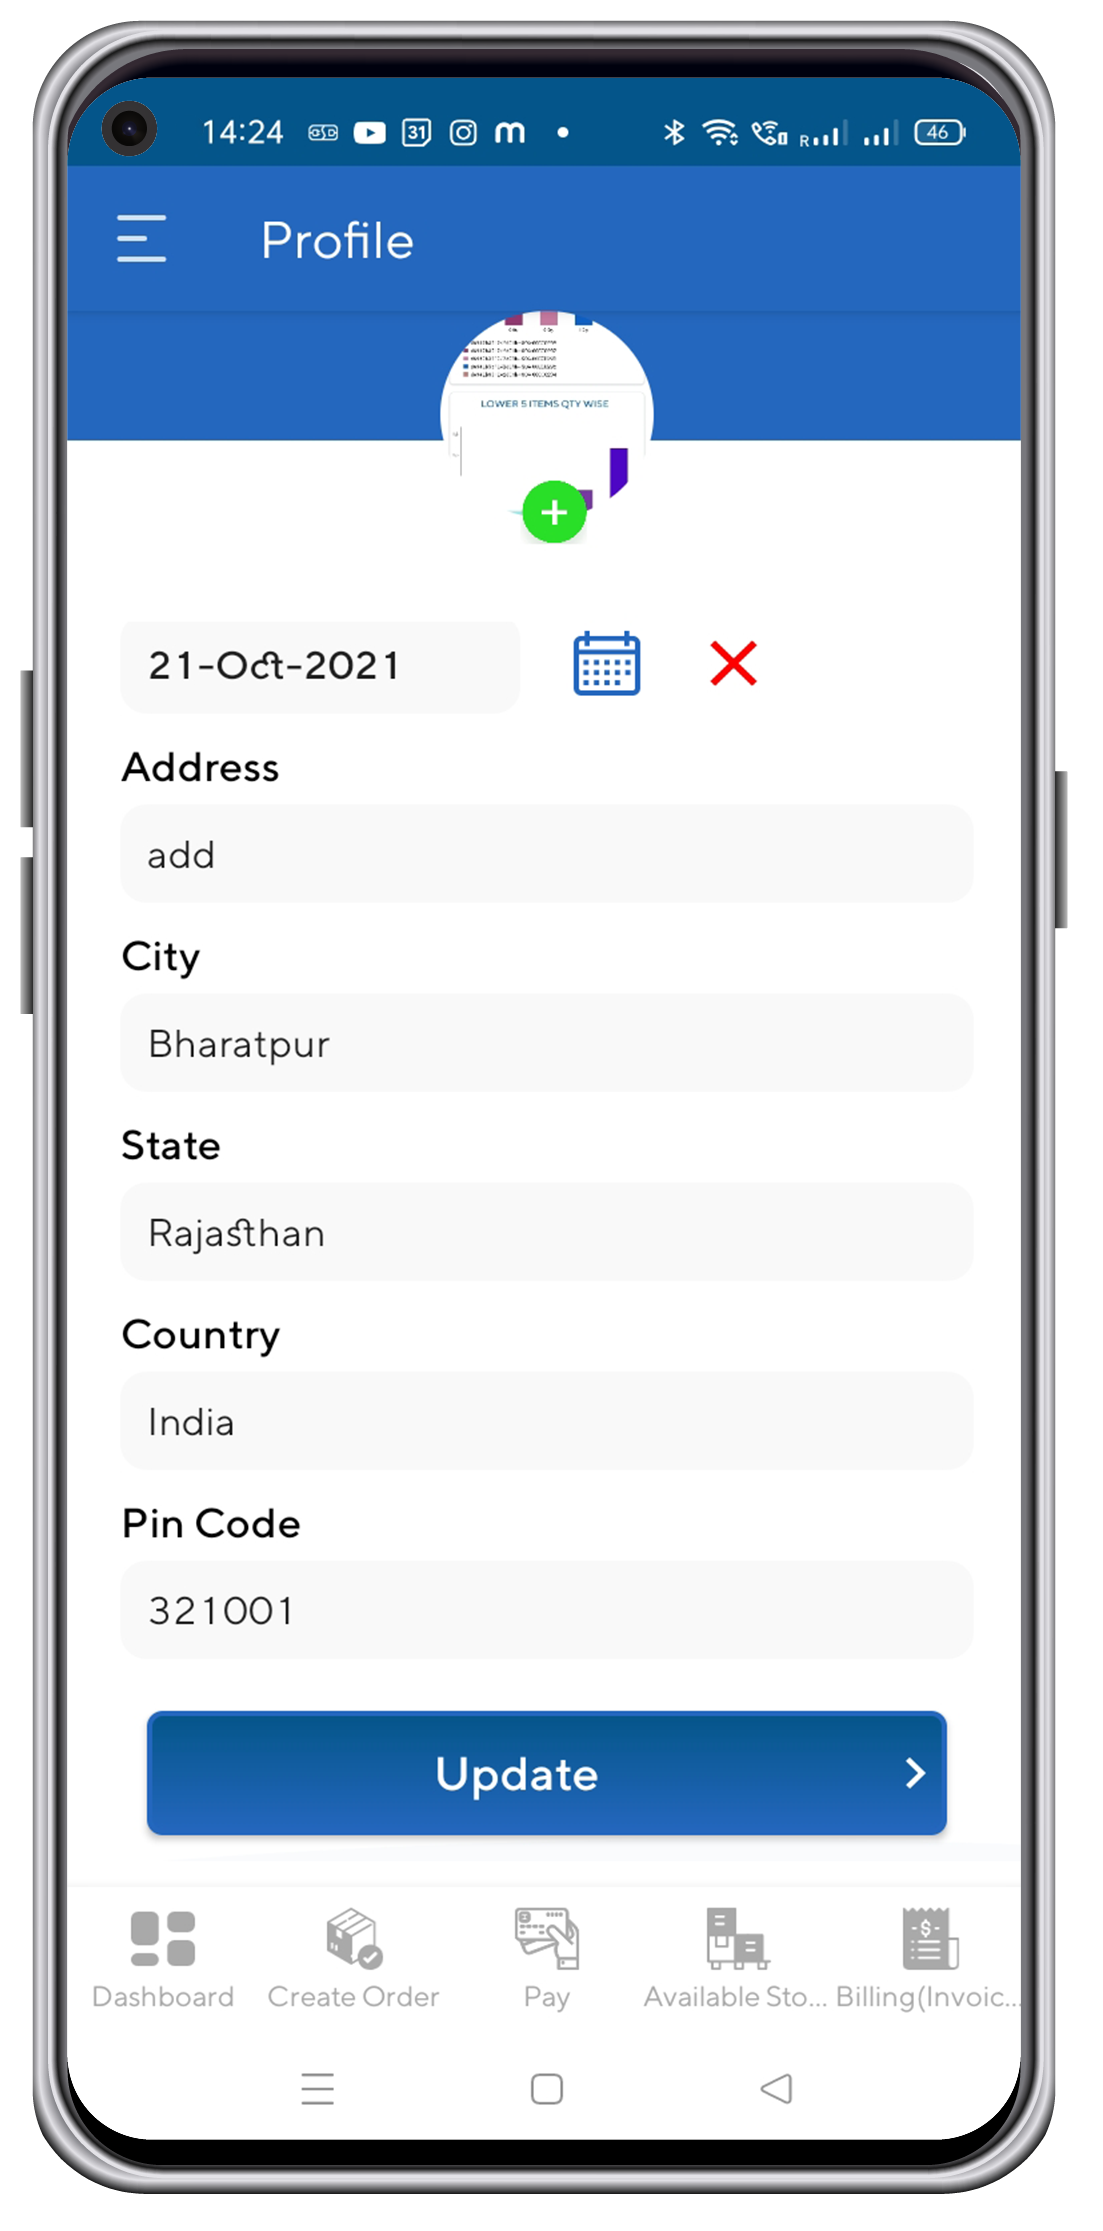 14:24
31
R
46
Profile
LOWER 5 ITEMS QTY WISE
21-Oct-2021
Address
add
City
Bharatpur
State
Rajasthan
Country
India
Pin Code
321001
Update
Dashboard
Create Order
Pay
Available Sto...
Billing(Invoic...